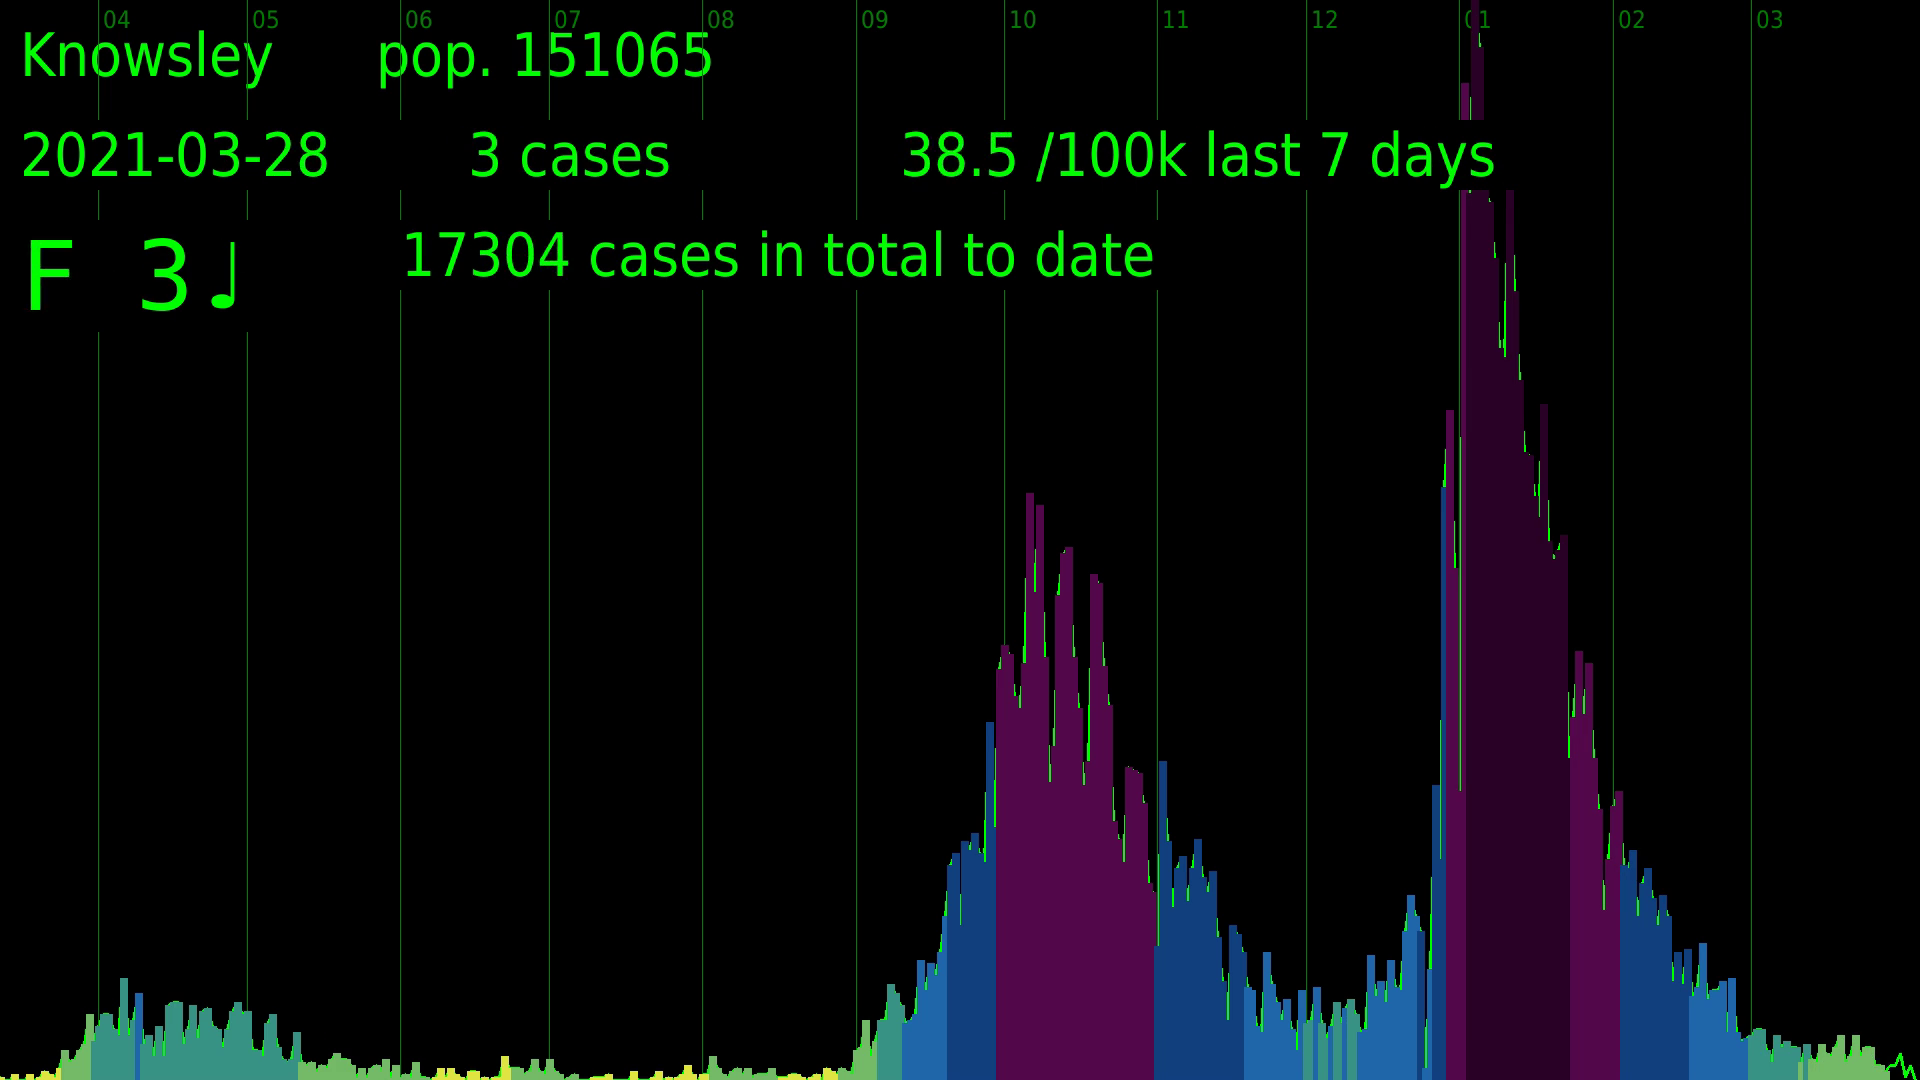 04 05 06 07 08 09 10 11 12 01 02 03
Knowsley pop. 151065
2021-03-28 3 cases 38.5 /100k last 7 days
F 3♩ 17304 cases in total to date